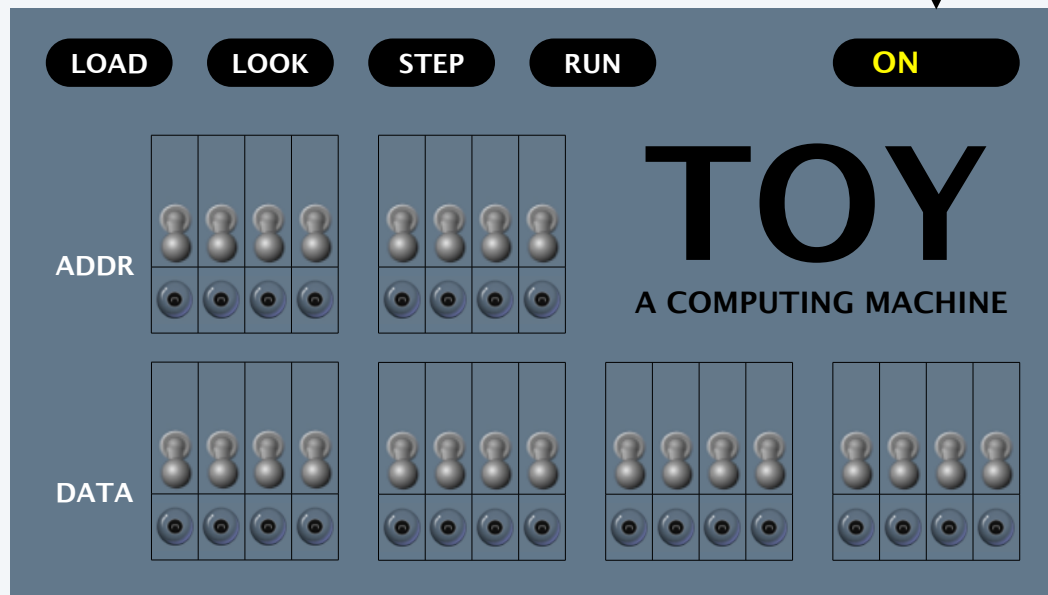 LOAD LOOK STEP RUN ON
TOY
ADDR
A COMPUTING MACHINE
DATA